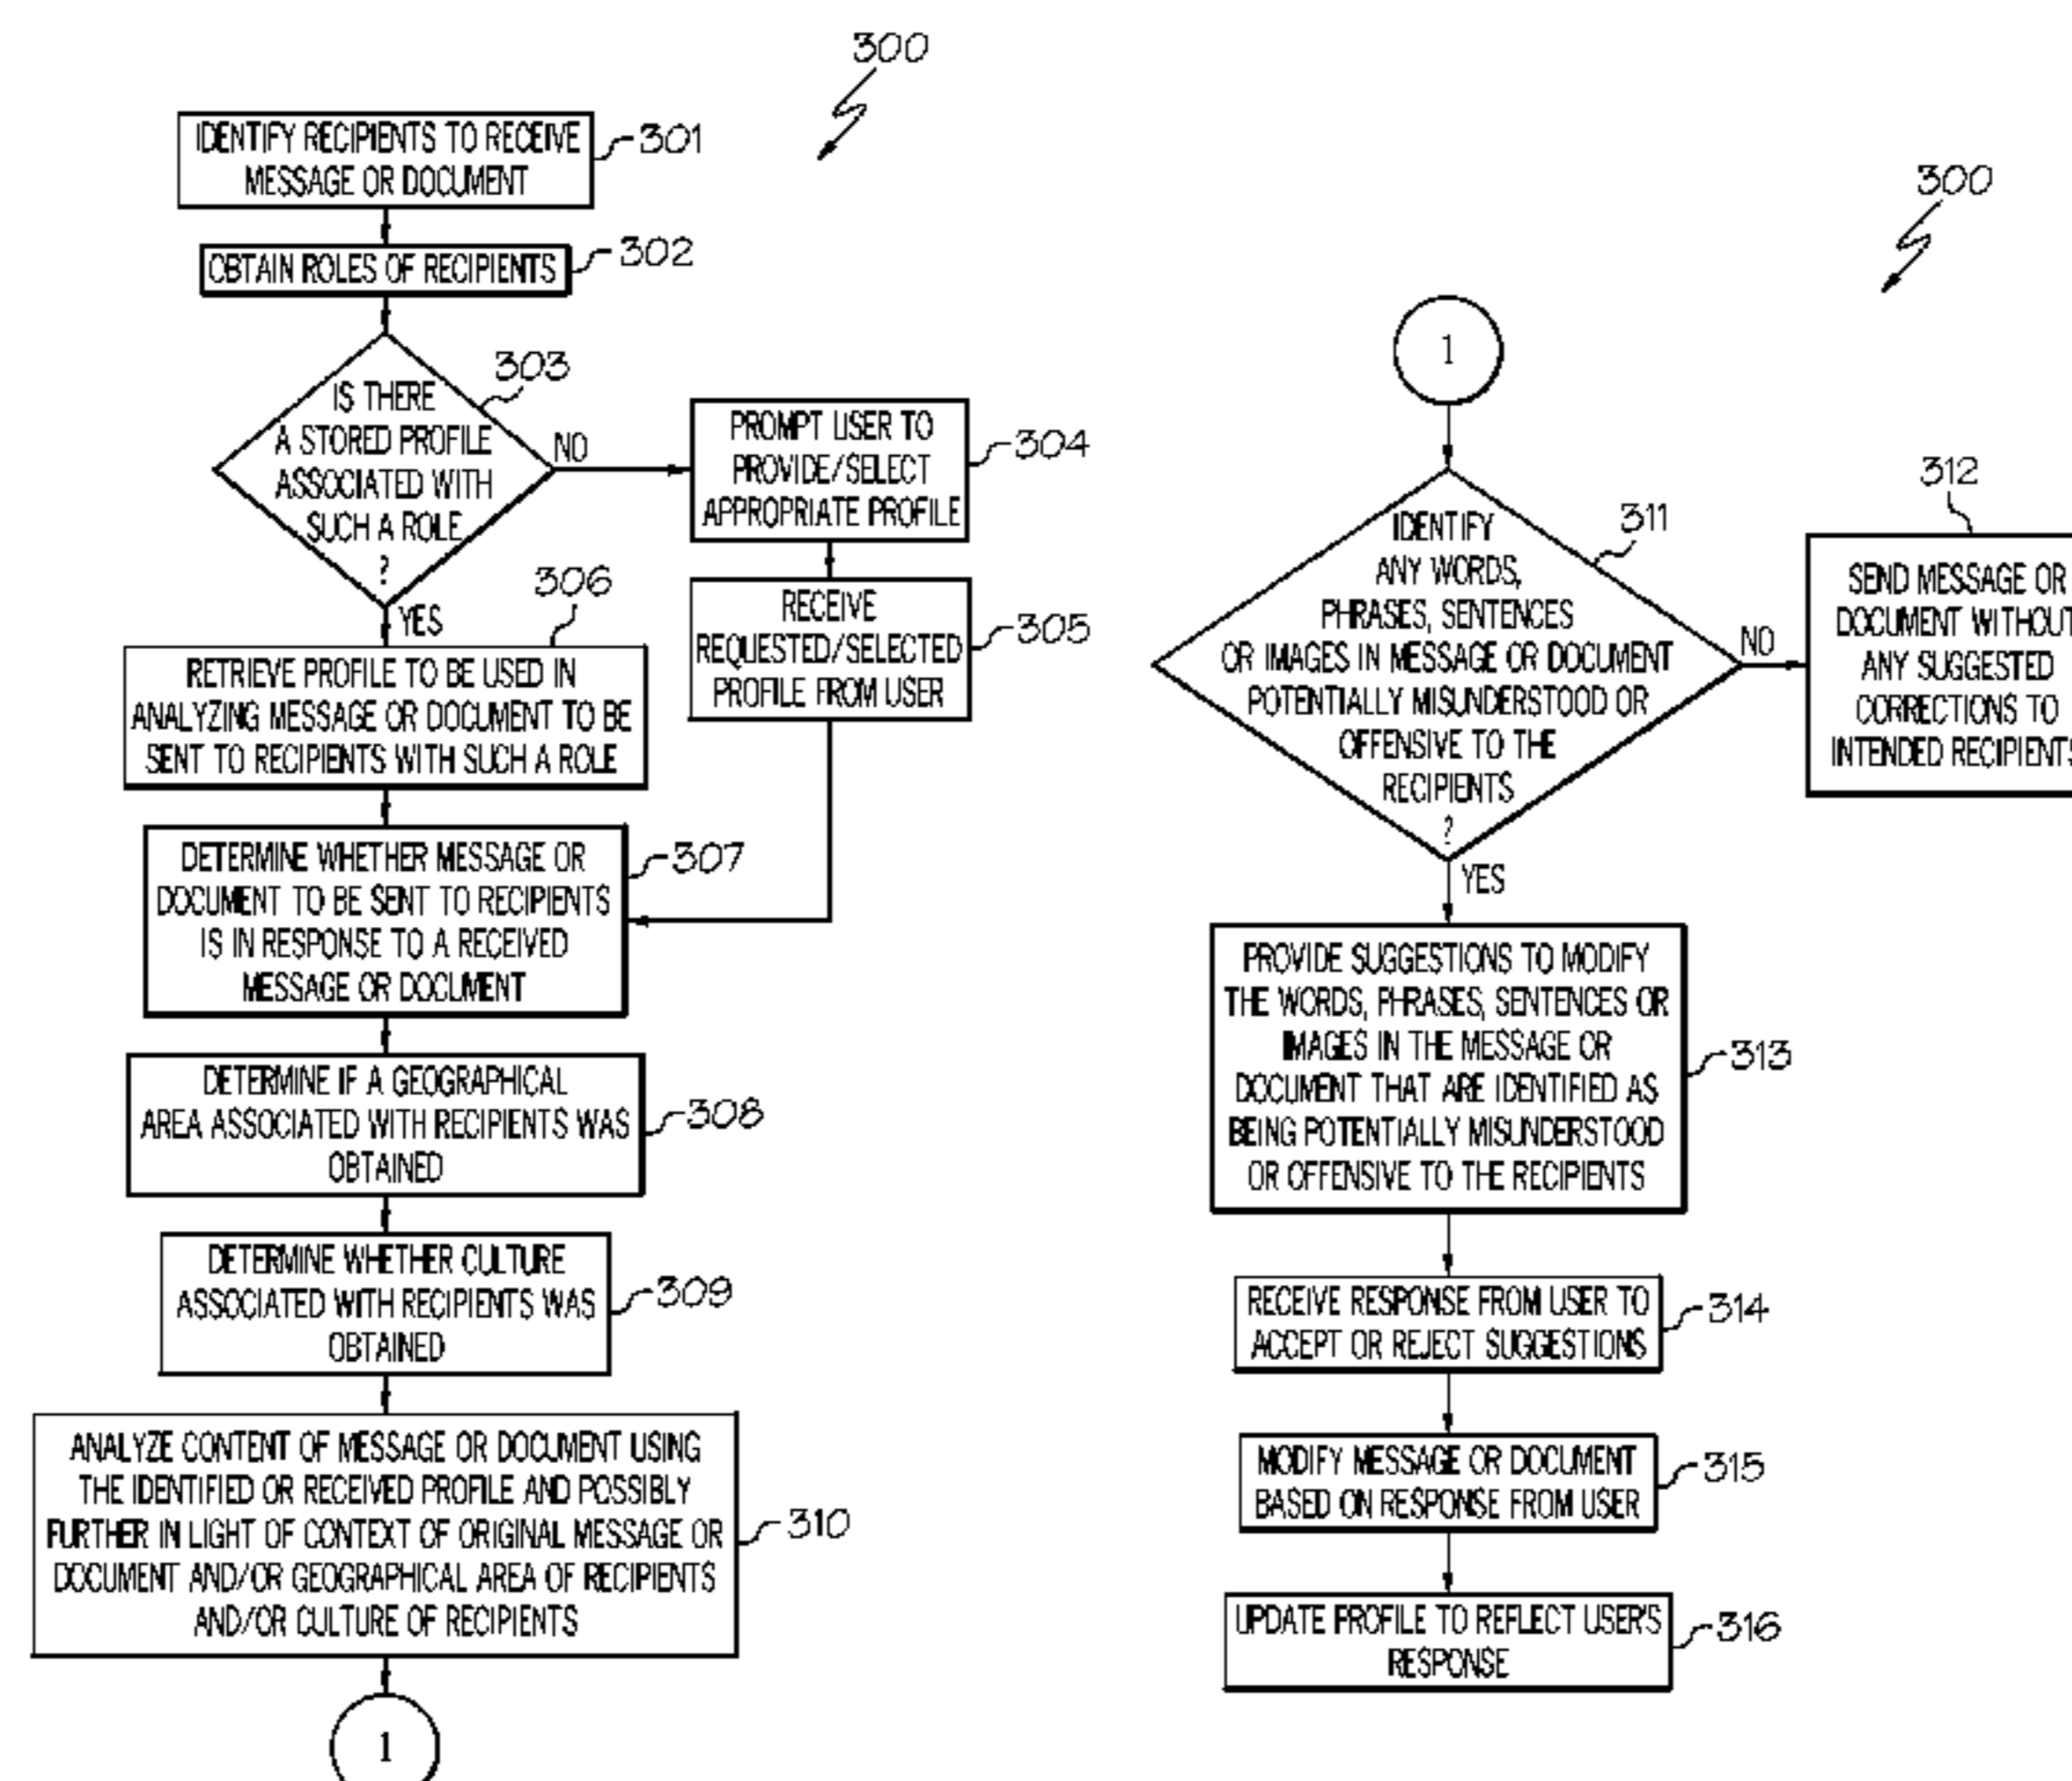 300
IDENTIFY RECIPIENTS TO RECEIVE
MESSAGE OR DOCUMENT
301
OBTAIN ROLES OF RECIPIENTS
302
IS THERE
A STORED PROFILE
ASSOCIATED WITH
SUCH A ROLE
?
303
NO
YES
PROMPT USER TO
PROVIDE/SELECT
APPROPRIATE PROFILE
304
RECEIVE
REQUESTED/SELECTED
PROFILE FROM USER
305
306
RETRIEVE PROFILE TO BE USED IN
ANALYZING MESSAGE OR DOCUMENT TO BE
SENT TO RECIPIENTS WITH SUCH A ROLE
DETERMINE WHETHER MESSAGE OR
DOCUMENT TO BE SENT TO RECIPIENTS
IS IN RESPONSE TO A RECEIVED
MESSAGE OR DOCUMENT
307
DETERMINE IF A GEOGRAPHICAL
AREA ASSOCIATED WITH RECIPIENTS WAS
OBTAINED
308
DETERMINE WHETHER CULTURE
ASSOCIATED WITH RECIPIENTS WAS
OBTAINED
309
ANALYZE CONTENT OF MESSAGE OR DOCUMENT USING
THE IDENTIFIED OR RECEIVED PROFILE AND POSSIBLY
FURTHER IN LIGHT OF CONTEXT OF ORIGINAL MESSAGE OR
DOCUMENT AND/OR GEOGRAPHICAL AREA OF RECIPIENTS
AND/OR CULTURE OF RECIPIENTS
310
1
300
1
IDENTIFY
ANY WORDS,
PHRASES, SENTENCES
OR IMAGES IN MESSAGE OR DOCUMENT
POTENTIALLY MISUNDERSTOOD OR
OFFENSIVE TO THE
RECIPIENTS
?
311
NO
YES
312
SEND MESSAGE OR
DOCUMENT WITHOUT
ANY SUGGESTED
CORRECTIONS TO
INTENDED RECIPIENTS
PROVIDE SUGGESTIONS TO MODIFY
THE WORDS, PHRASES, SENTENCES OR
IMAGES IN THE MESSAGE OR
DOCUMENT THAT ARE IDENTIFIED AS
BEING POTENTIALLY MISUNDERSTOOD
OR OFFENSIVE TO THE RECIPIENTS
313
RECEIVE RESPONSE FROM USER TO
ACCEPT OR REJECT SUGGESTIONS
314
MODIFY MESSAGE OR DOCUMENT
BASED ON RESPONSE FROM USER
315
UPDATE PROFILE TO REFLECT USER'S
RESPONSE
316